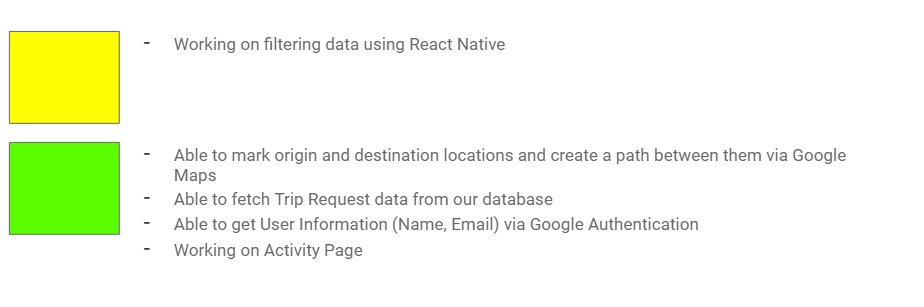 - Working on filtering data using React Native
- Able to mark origin and destination locations and create a path between them via Google
Maps
- Able to fetch Trip Request data from our database
- Able to get User Information (Name, Email) via Google Authentication
- Working on Activity Page